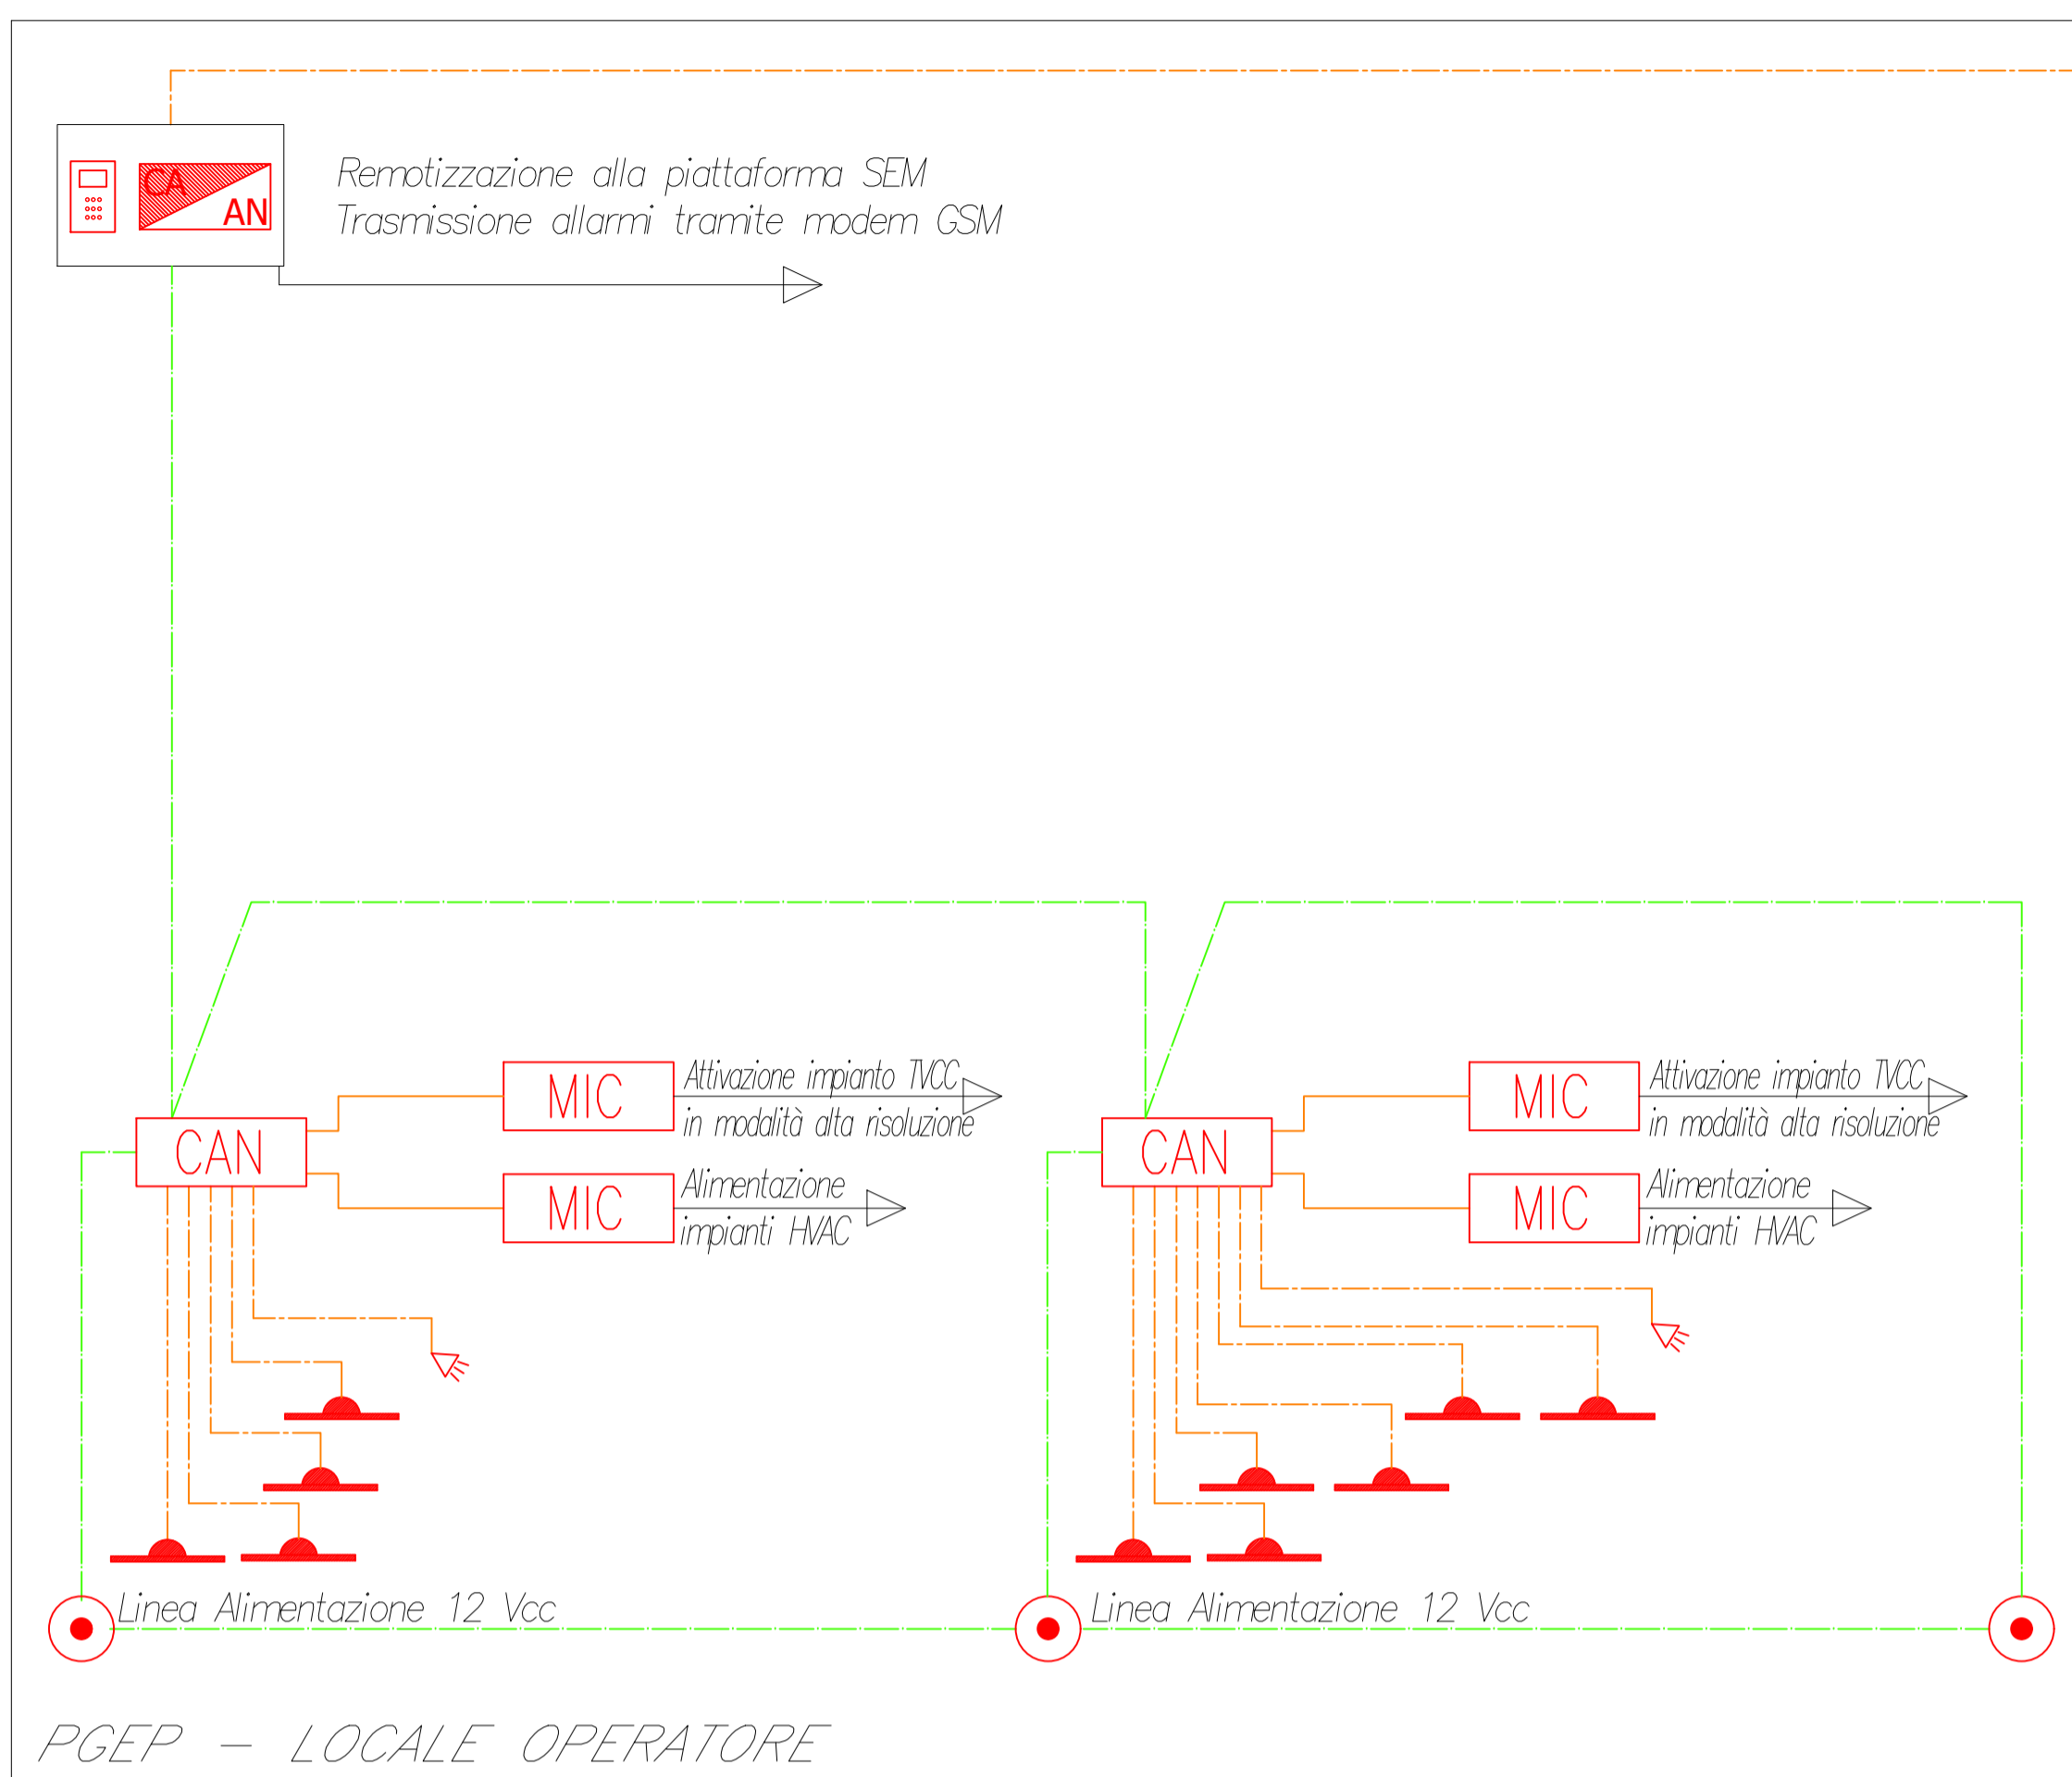 CA
AN
Remotizzazione alla piattaforma SEM
Trasmissione allarmi tramite modem GSM
CAN
MIC
Attivazione impianto TVCC
in modalità alta risoluzione
MIC
Alimentazione
impianti HVAC
CAN
MIC
Attivazione impianto TVCC
in modalità alta risoluzione
MIC
Alimentazione
impianti HVAC
Linea Alimentazione 12 Vcc
Linea Alimentazione 12 Vcc
PGEP - LOCALE OPERATORE